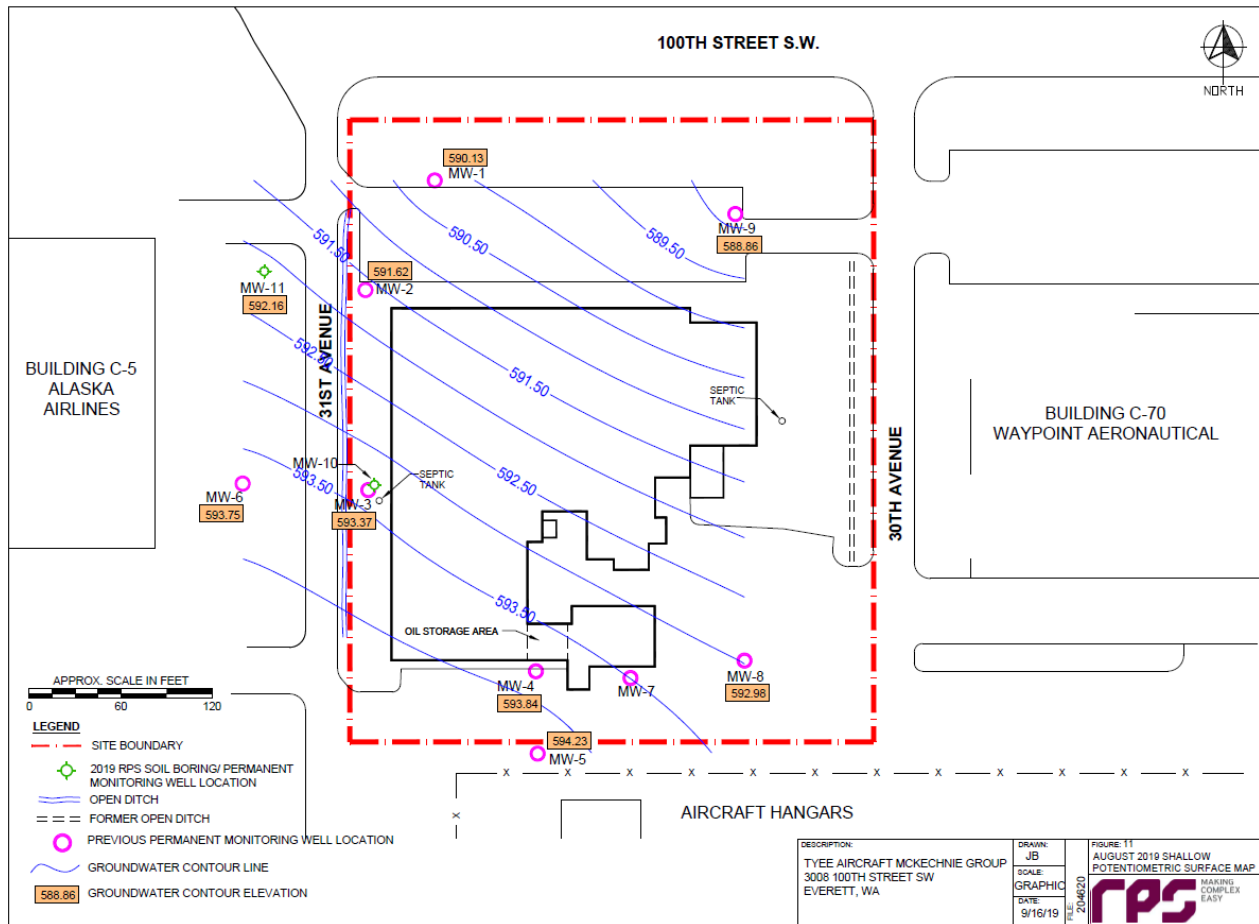 100TH STREET S.W.
NORTH
590.13
MW-1
MW-9
588.86
589.50
590.50
591.50
591.62
MW-2
MW-11
592.16
31ST AVENUE
BUILDING C-5
ALASKA
AIRLINES
592.50
591.50
SEPTIC
TANK
BUILDING C-70
WAYPOINT AERONAUTICAL
30TH AVENUE
MW-10
SEPTIC
TANK
593.50
592.50
MW-6
593.75
MW-3
593.37
593.50
OIL STORAGE AREA
MW-4
593.84
MW-7
MW-8
592.98
594.23
MW-5
AIRCRAFT HANGARS
X X X X X X X X X X X X
X
APPROX. SCALE IN FEET
0 60 120
LEGEND
SITE BOUNDARY
2019 RPS SOIL BORING/ PERMANENT
MONITORING WELL LOCATION
OPEN DITCH
FORMER OPEN DITCH
PREVIOUS PERMANENT MONITORING WELL LOCATION
GROUNDWATER CONTOUR LINE
588.86 GROUNDWATER CONTOUR ELEVATION
DESCRIPTION:
TYEE AIRCRAFT MCKECHNIE GROUP
3008 100TH STREET SW
EVERETT, WA
DRAWN:
JB
SCALE:
GRAPHIC
DATE:
9/16/19
FILE:
204620
FIGURE: 11
AUGUST 2019 SHALLOW
POTENTIOMETRIC SURFACE MAP
rps
MAKING
COMPLEX
EASY